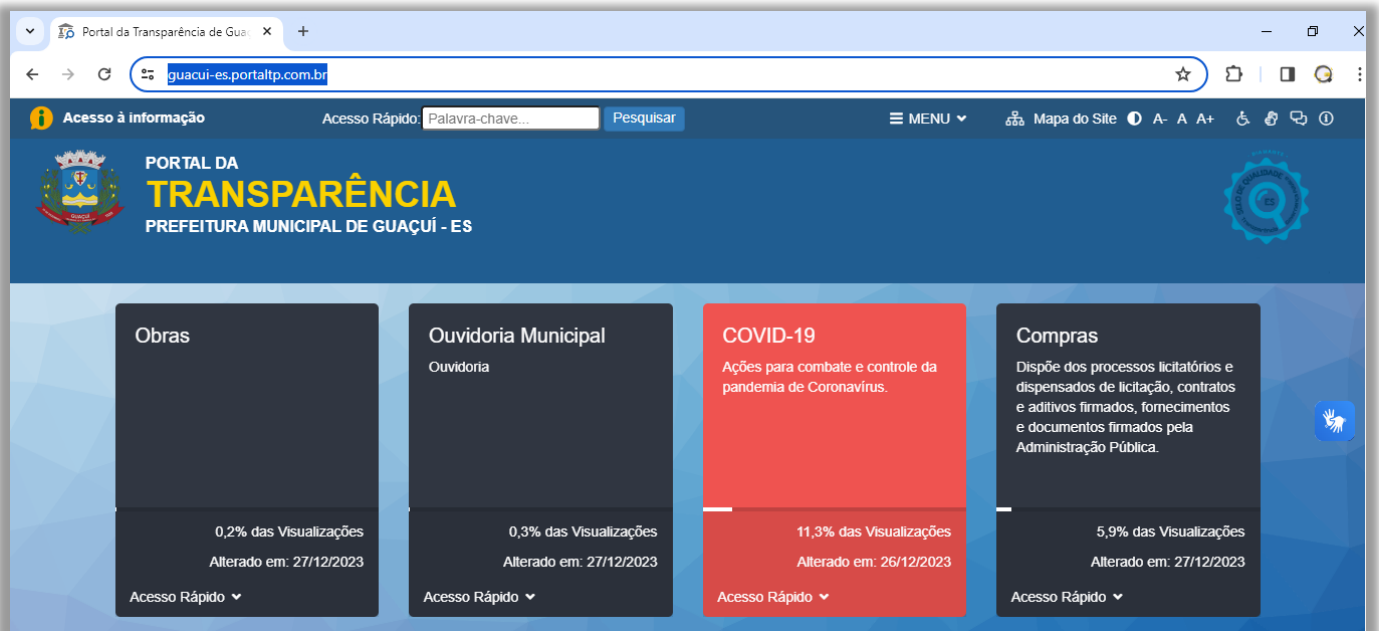 Portal da Transparência de Gua
guacui-es.portaltp.com.br
Acesso à informação
Acesso Rápido: Palavra-chave... Pesquisar
MENU
Mapa do Site A- A A+
PORTAL DA
TRANSPARÊNCIA
PREFEITURA MUNICIPAL DE GUAÇUÍ - ES
GUAÇUÍ
SELO DE QUALIDADE
ES
Obras
0,2% das Visualizações
Alterado em: 27/12/2023
Acesso Rápido
Ouvidoria Municipal
Ouvidoria
0,3% das Visualizações
Alterado em: 27/12/2023
Acesso Rápido
COVID-19
Ações para combate e controle da
pandemia de Coronavírus.
11,3% das Visualizações
Alterado em: 26/12/2023
Acesso Rápido
Compras
Dispõe dos processos licitatórios e
dispensados de licitação, contratos
e aditivos firmados, fornecimentos
e documentos firmados pela
Administração Pública.
5,9% das Visualizações
Alterado em: 27/12/2023
Acesso Rápido